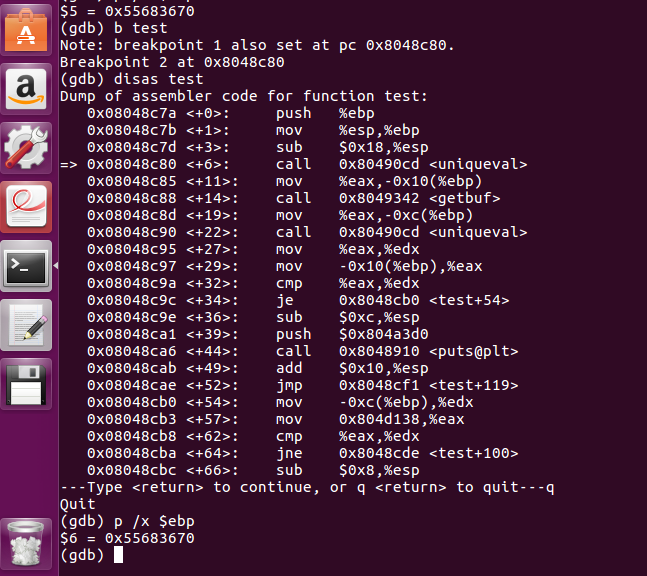 $5 = 0x55683670
(gdb) b test
Note: breakpoint 1 also set at pc 0x8048c80.
Breakpoint 2 at 0x8048c80
(gdb) disas test
Dump of assembler code for function test:
   0x08048c7a <+0>:     push   %ebp
   0x08048c7b <+1>:     mov    %esp,%ebp
   0x08048c7d <+3>:     sub    $0x18,%esp
=> 0x08048c80 <+6>:     call   0x80490cd <uniqueval>
   0x08048c85 <+11>:    mov    %eax,-0x10(%ebp)
   0x08048c88 <+14>:    call   0x8049342 <getbuf>
   0x08048c8d <+19>:    mov    %eax,-0xc(%ebp)
   0x08048c90 <+22>:    call   0x80490cd <uniqueval>
   0x08048c95 <+27>:    mov    %eax,%edx
   0x08048c97 <+29>:    mov    -0x10(%ebp),%eax
   0x08048c9a <+32>:    cmp    %eax,%edx
   0x08048c9c <+34>:    je     0x8048cb0 <test+54>
   0x08048c9e <+36>:    sub    $0xc,%esp
   0x08048ca1 <+39>:    push   $0x804a3d0
   0x08048ca6 <+44>:    call   0x8048910 <puts@plt>
   0x08048cab <+49>:    add    $0x10,%esp
   0x08048cae <+52>:    jmp    0x8048cf1 <test+119>
   0x08048cb0 <+54>:    mov    -0xc(%ebp),%edx
   0x08048cb3 <+57>:    mov    0x804d138,%eax
   0x08048cb8 <+62>:    cmp    %eax,%edx
   0x08048cba <+64>:    jne    0x8048cde <test+100>
   0x08048cbc <+66>:    sub    $0x8,%esp
---Type <return> to continue, or q <return> to quit---q
Quit
(gdb) p /x $ebp
$6 = 0x55683670
(gdb)